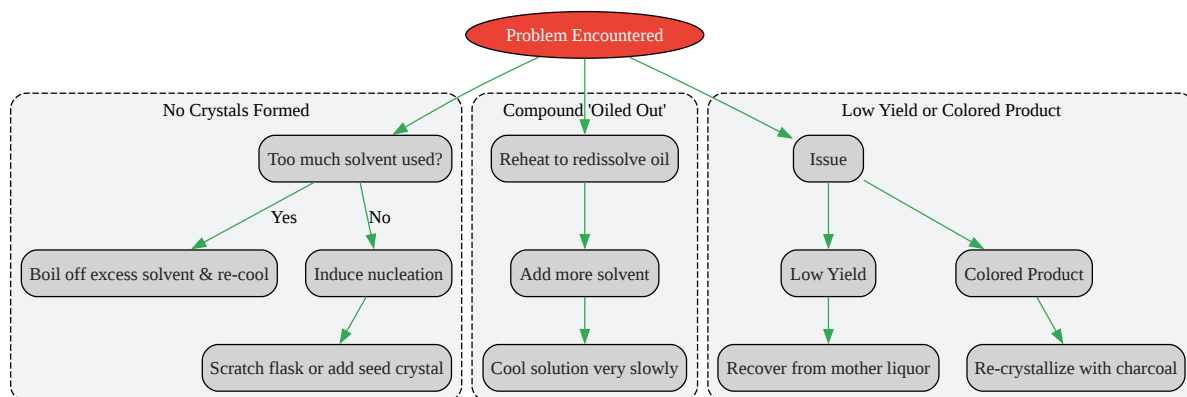 Problem Encountered
No Crystals Formed
Compound 'Oiled Out'
Low Yield or Colored Product
Too much solvent used?
Reheat to redissolve oil
Issue
Yes
No
Boil off excess solvent & re-cool
Induce nucleation
Add more solvent
Low Yield
Colored Product
Scratch flask or add seed crystal
Cool solution very slowly
Recover from mother liquor
Re-crystallize with charcoal